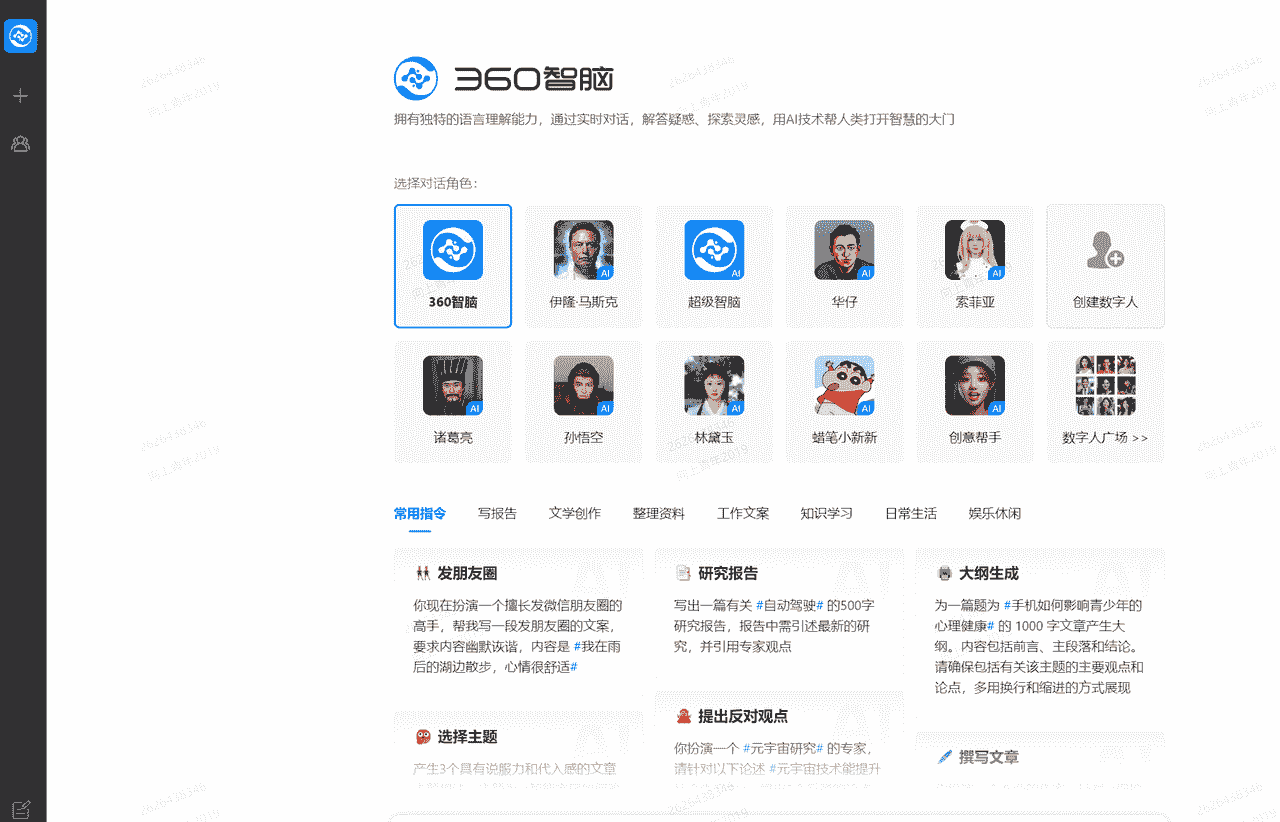 360智脑
拥有独特的语言理解能力，通过实时对话，解答疑惑、探索灵感，用AI技术帮人类打开智慧的大门
选择对话角色：
360智脑
AI
伊隆·马斯克
AI
超级智脑
AI
华仔
AI
索菲亚
创建数字人
AI
诸葛亮
AI
孙悟空
AI
林黛玉
AI
蜡笔小新新
AI
创意帮手
数字人广场 >>
常用指令 写报告 文学创作 整理资料 工作文案 知识学习 日常生活 娱乐休闲
发朋友圈
你现在扮演一个擅长发微信朋友圈的
高手，帮我写一段发朋友圈的文案，
要求内容幽默诙谐，内容是 #我在雨
后的湖边散步，心情很舒适#
选择主题
产生3个具有说服力和代入感的文章
研究报告
写出一篇有关 #自动驾驶# 的500字
研究报告，报告中需引述最新的研
究，并引用专家观点
提出反对观点
你扮演一个 #元宇宙研究# 的专家，
请针对以下论述 #元宇宙技术能提升
大纲生成
为一篇题为 #手机如何影响青少年的
心理健康# 的 1000 字文章产生大
纲。内容包括前言、主段落和结论。
请确保包括有关该主题的主要观点和
论点，多用换行和缩进的方式展现
撰写文章
2626438346
向上青年2019